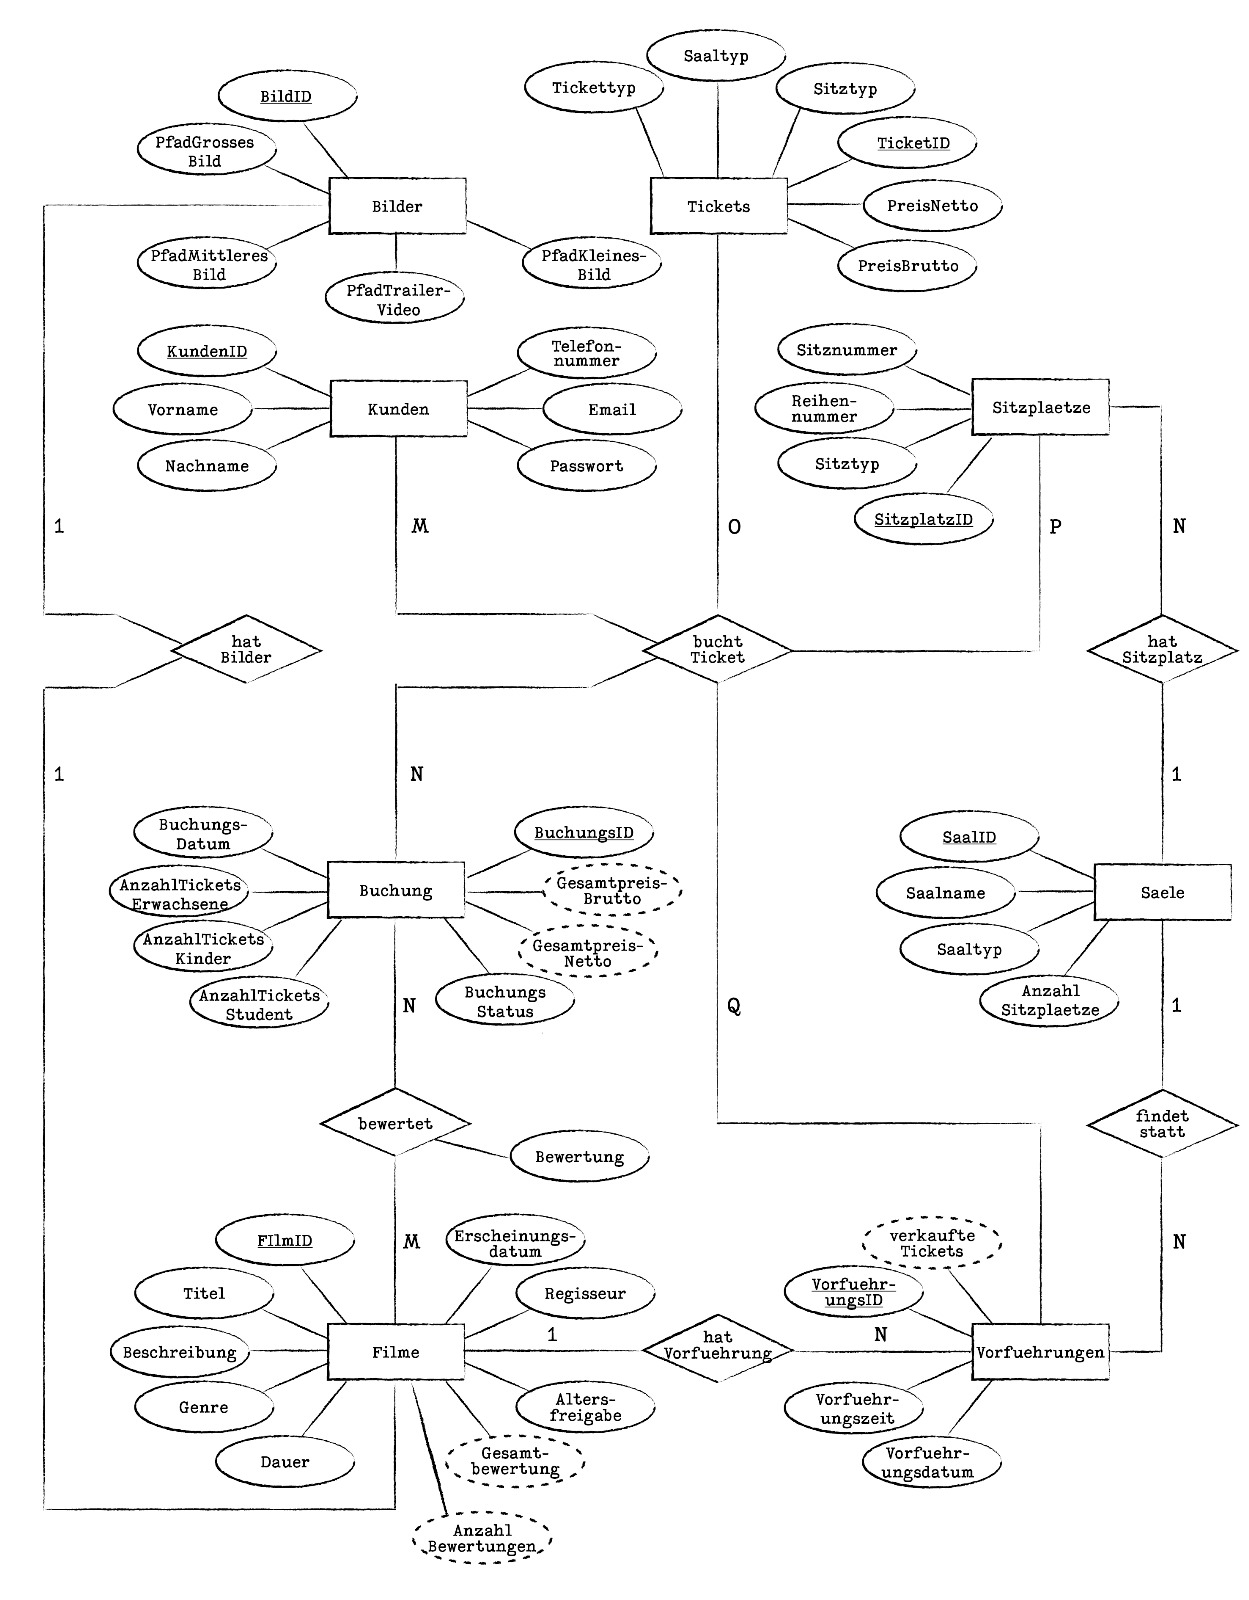 Saaltyp
Tickettyp
Sitztyp
BildID
TicketID
PfadGrosses
Bild
Bilder
Tickets
PreisNetto
PfadMittleres
Bild
PfadKleines-
Bild
PreisBrutto
PfadTrailer-
Video
KundenID
Telefon-
nummer
Sitznummer
Vorname
Kunden
Email
Reihen-
nummer
Sitzplaetze
Nachname
Passwort
Sitztyp
SitzplatzID
1
M
O
P
N
hat
Bilder
bucht
Ticket
hat
Sitzplatz
1
N
1
Buchungs-
Datum
BuchungsID
SaalID
AnzahlTickets
Erwachsene
Buchung
Gesamtpreis-
Brutto
Saalname
Saele
AnzahlTickets
Kinder
Gesamtpreis-
Netto
Saaltyp
AnzahlTickets
Student
Buchungs
Status
Anzahl
Sitzplaetze
N
Q
1
bewertet
findet
statt
Bewertung
FIlmID
M
Erscheinungs-
datum
verkaufte
Tickets
N
Titel
Regisseur
Vorfuehr-
ungsID
1
N
Beschreibung
Filme
hat
Vorfuehrung
Vorfuehrungen
Genre
Alters-
freigabe
Vorfuehr-
ungszeit
Dauer
Gesamt-
bewertung
Vorfuehr-
ungsdatum
Anzahl
Bewertungen